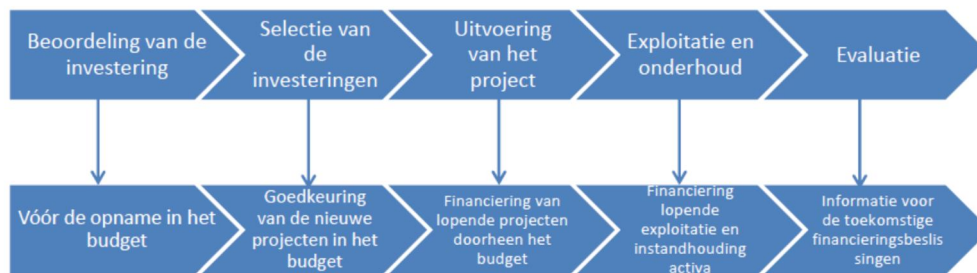 Beoordeling van de
investering
Selectie van
de
investeringen
Uitvoering
van het
project
Exploitatie en
onderhoud
Evaluatie
Vóór de opname in het
budget
Goedkeuring
van de nieuwe
projecten in het
budget
Financiering van
lopende projecten
doorheen het
budget
Financiering
lopende
exploitatie en
instandhouding
activa
Informatie voor
de toekomstige
financieringsbeslis
singen